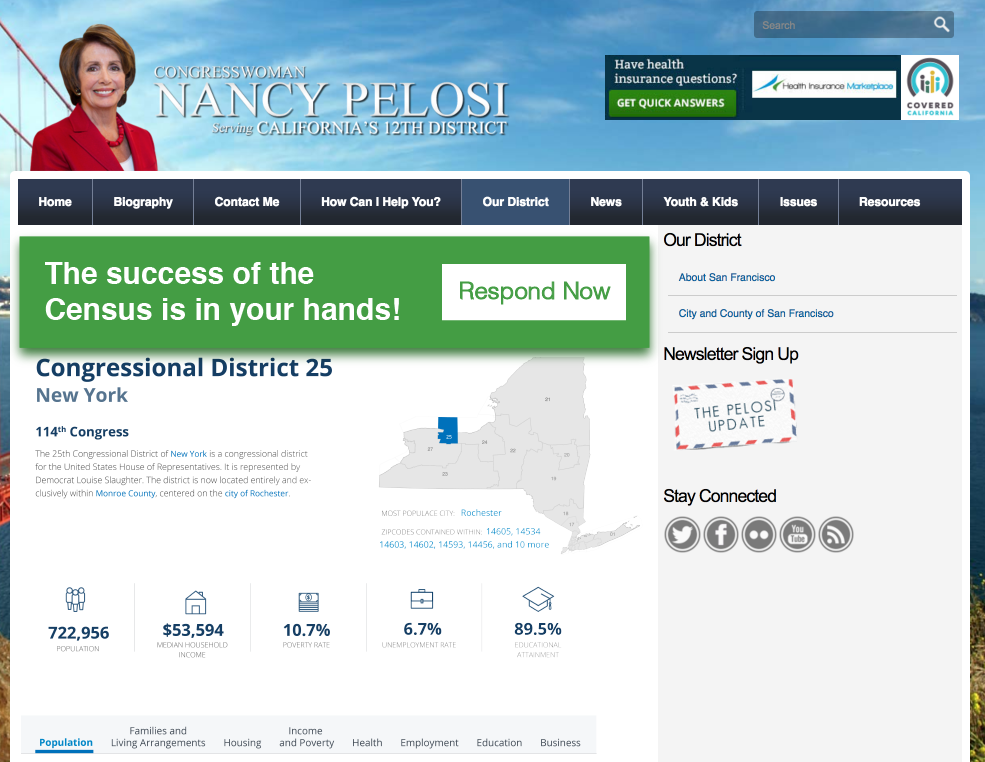 Search
CONGRESSWOMAN
NANCY PELOSI
Serving CALIFORNIA'S 12TH DISTRICT
Have health
insurance questions?
GET QUICK ANSWERS
Health Insurance Marketplace
COVERED
CALIFORNIA
Home
Biography
Contact Me
How Can I Help You?
Our District
News
Youth & Kids
Issues
Resources
The success of the
Census is in your hands!
Respond Now
Congressional District 25
New York
114th Congress
The 25th Congressional District of New York is a congressional district
for the United States House of Representatives. It is represented by
Democrat Louise Slaughter. The district is now located entirely and ex-
clusively within Monroe County, centered on the city of Rochester.
21
25
24
27
22
20
23
19
18
17
01
MOST POPULACE CITY: Rochester
ZIPCODES CONTAINED WITHIN: 14605, 14534
14603, 14602, 14593, 14456, and 10 more
722,956
POPULATION
$53,594
MEDIAN HOUSEHOLD
INCOME
10.7%
POVERTY RATE
6.7%
UNEMPLOYMENT RATE
89.5%
EDUCATIONAL
ATTAINMENT
Population
Families and
Living Arrangements
Housing
Income
and Poverty
Health
Employment
Education
Business
Our District
About San Francisco
City and County of San Francisco
Newsletter Sign Up
THE PELOSI
UPDATE
Stay Connected
You
Tube